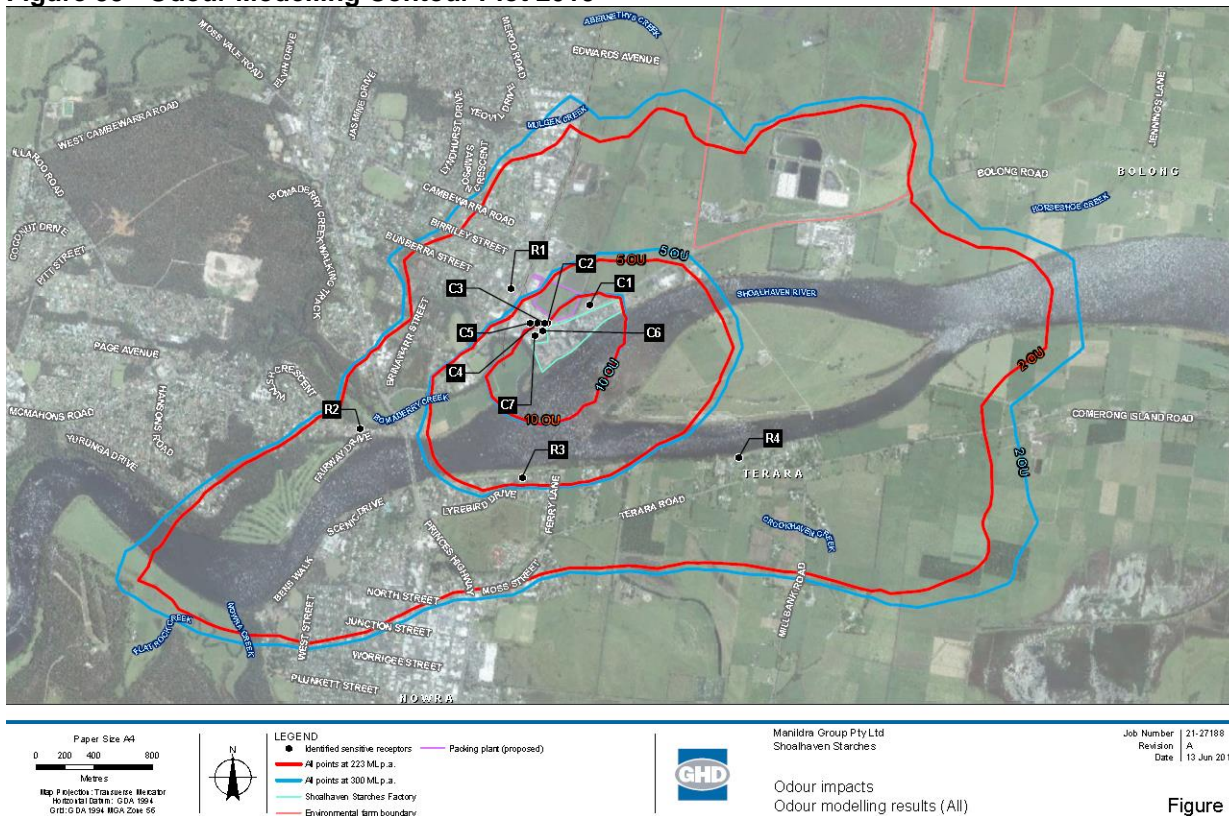 ABERNETHYS CREEK
MOSS VALE ROAD
ELVIN DRIVE
MEROO ROAD
EDWARDS AVENUE
JENNINGS LANE
WEST CAMBEWARRA ROAD
JASMINE DRIVE
YEOVIL DRIVE
MULGEN CREEK
LYNDHURST DRIVE
SAMPSON
CRESCENT
ILLAROO ROAD
BOLONG ROAD
BOLONG
BOMADERRY CREEK WALKING TRACK
CAMBEWARRA ROAD
HORSESHOE CREEK
COCONUT DRIVE
PITT STREET
BIRRILEY STREET
BUNBERRA STREET
R1
C2
5 OU
5 OU
C3
C1
SHOALHAVEN RIVER
C5
C6
BRINAWARR STREET
PAGE AVENUE
C4
10 OU
2 OU
CRESCENT
HANSONS ROAD
C7
BOMADERRY CREEK
MCMAHONS ROAD
R2
10 OU
COMERONG ISLAND ROAD
YURUNGA DRIVE
FAIRWAY DRIVE
R3
R4
TERARA
2 OU
LYREBIRD DRIVE
FERRY LANE
TERARA ROAD
SCENIC DRIVE
PRINCES HIGHWAY
CROOKHAVEN CREEK
MOSS STREET
BENS WALK
NORTH STREET
MILLBANK ROAD
FLAT ROCK CREEK
NOWRA CREEK
WEST STREET
JUNCTION STREET
WORRIGEE STREET
PLUNKETT STREET
NOWRA
Paper Size A4
0 200 400 800
Metres
Map Projection: Transverse Mercator
Horizontal Datum: GDA 1994
Grid: GDA 1994 MGA Zone 56
N
LEGEND
Identified sensitive receptors
Packing plant (proposed)
All points at 223 ML p.a.
All points at 300 ML p.a.
Shoalhaven Starches Factory
Environmental farm boundary
GHD
Manildra Group Pty Ltd
Shoalhaven Starches
Odour impacts
Odour modelling results (All)
Job Number 21-27188
Revision A
Date 13 Jun 201
Figure